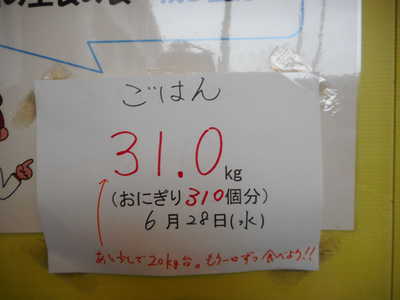 ごはん
31.0kg
(おにぎり310個分)
6月28日(水)
あと少しで20kg台。もう一口ずつ食べよう!!